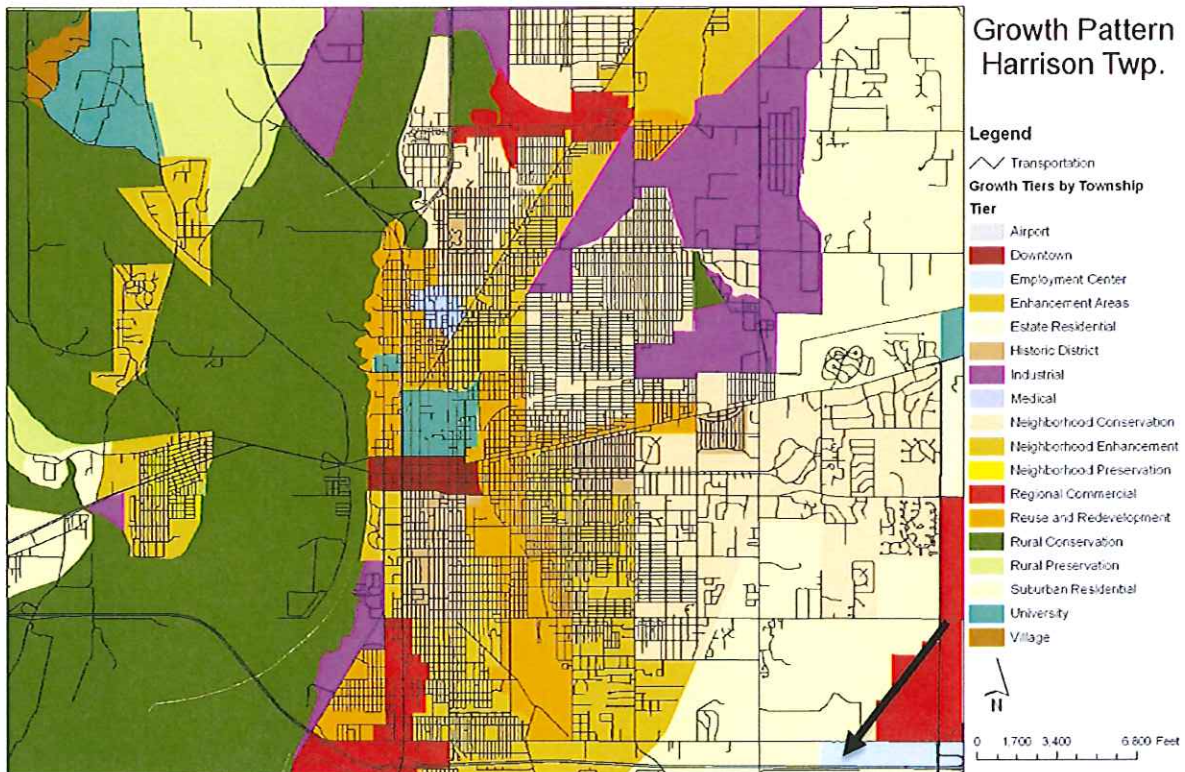 Growth Pattern
Harrison Twp.
Legend
Transportation
Growth Tiers by Township
Tier
Airport
Downtown
Employment Center
Enhancement Areas
Estate Residential
Historic District
Industrial
Medical
Neighborhood Conservation
Neighborhood Enhancement
Neighborhood Preservation
Regional Commercial
Reuse and Redevelopment
Rural Conservation
Rural Preservation
Suburban Residential
University
Village
N
0 1,700 3,400 6,800 Feet